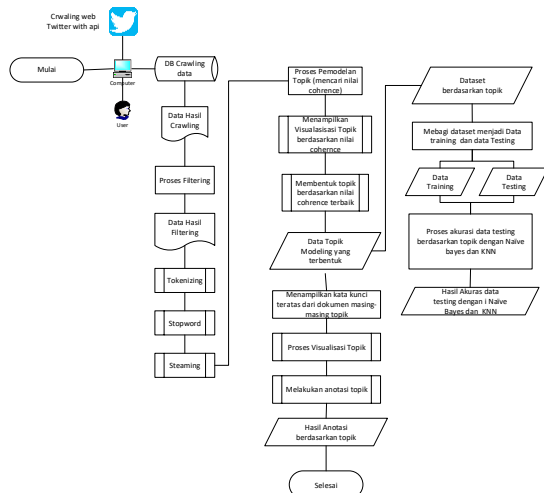 Crwaling web
Twitter with api
Mulai
Computer
User
DB Crawling
data
Data Hasil
Crawling
Proses Filtering
Data Hasil
Filtering
Tokenizing
Stopword
Steaming
Proses Pemodelan
Topik (mencari nilai
cohrence)
Menampilkan
Visualasisasi Topik
berdasarkan nilai
cohernce
Membentuk topik
berdasarkan nilai
cohrence terbaik
Data Topik
Modeling yang
terbentuk
Menampilkan kata kunci
teratas dari dokumen masing-
masing topik
Proses Visualisasi Topik
Melakukan anotasi topik
Hasil Anotasi
berdasarkan topik
Selesai
Dataset
berdasarkan topik
Mebagi dataset menjadi Data
training dan data Testing
Data
Training
Data
Testing
Proses akurasi data testing
berdasarkan topik dengan Naïve
bayes dan KNN
Hasil Akuras data
testing dengan i Naïve
Bayes dan KNN